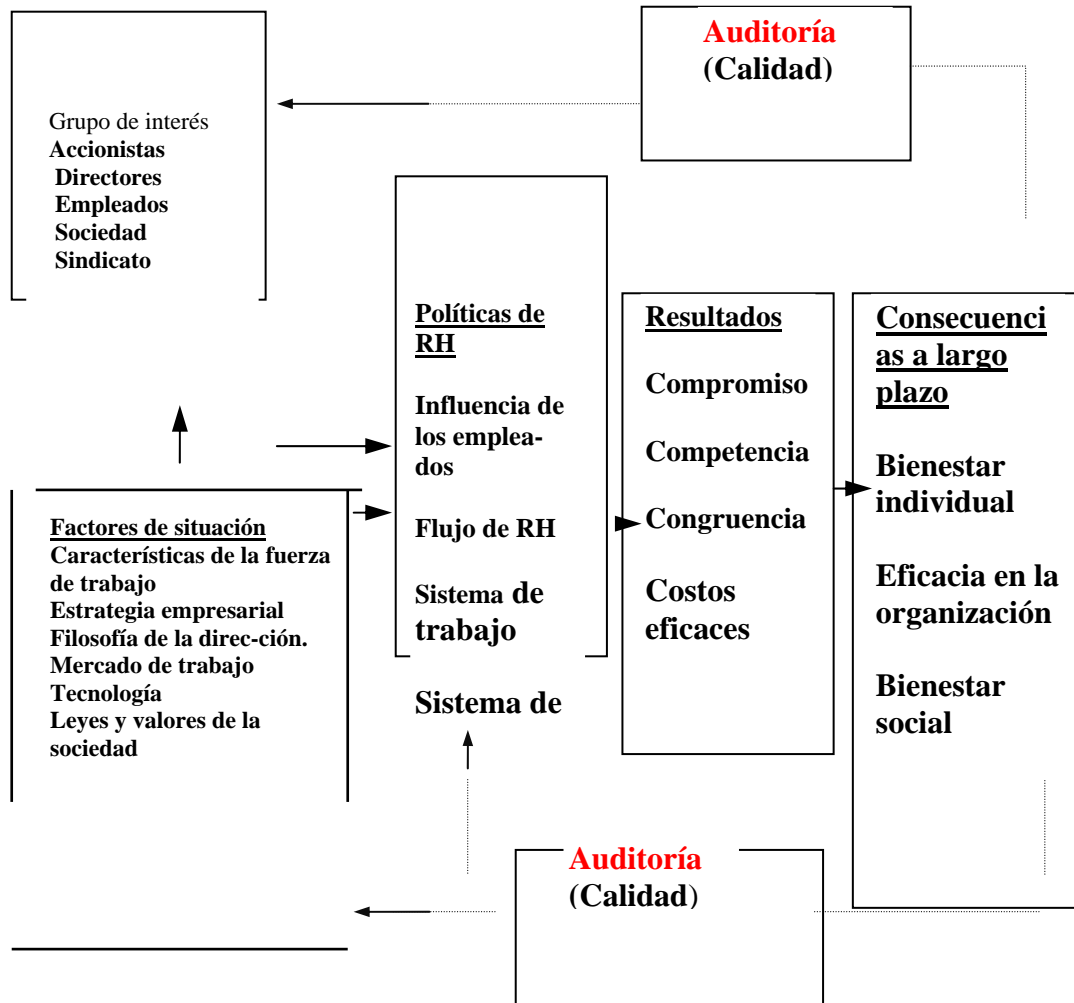 Auditoría
(Calidad)
Grupo de interés
Accionistas
Directores
Empleados
Sociedad
Sindicato
Políticas de
RH
Influencia de
los emplea-
dos
Flujo de RH
Sistema de
trabajo
Sistema de
Resultados
Compromiso
Competencia
Congruencia
Costos
eficaces
Consecuenci
as a largo
plazo
Bienestar
individual
Eficacia en la
organización
Bienestar
social
Factores de situación
Características de la fuerza
de trabajo
Estrategia empresarial
Filosofía de la direc-ción.
Mercado de trabajo
Tecnología
Leyes y valores de la
sociedad
Auditoría
(Calidad)